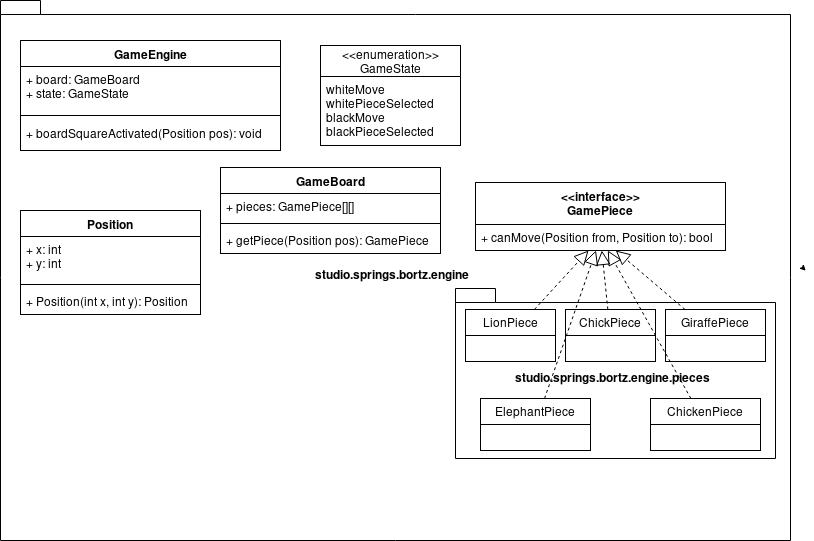 GameEngine
+ board: GameBoard
+ state: GameState
+ boardSquareActivated(Position pos): void
<<enumeration>>
GameState
whiteMove
whitePieceSelected
blackMove
blackPieceSelected
GameBoard
+ pieces: GamePiece[][]
+ getPiece(Position pos): GamePiece
<<interface>>
GamePiece
+ canMove(Position from, Position to): bool
Position
+ x: int
+ y: int
+ Position(int x, int y): Position
studio.springs.bortz.engine
LionPiece
ChickPiece
GiraffePiece
studio.springs.bortz.engine.pieces
ElephantPiece
ChickenPiece